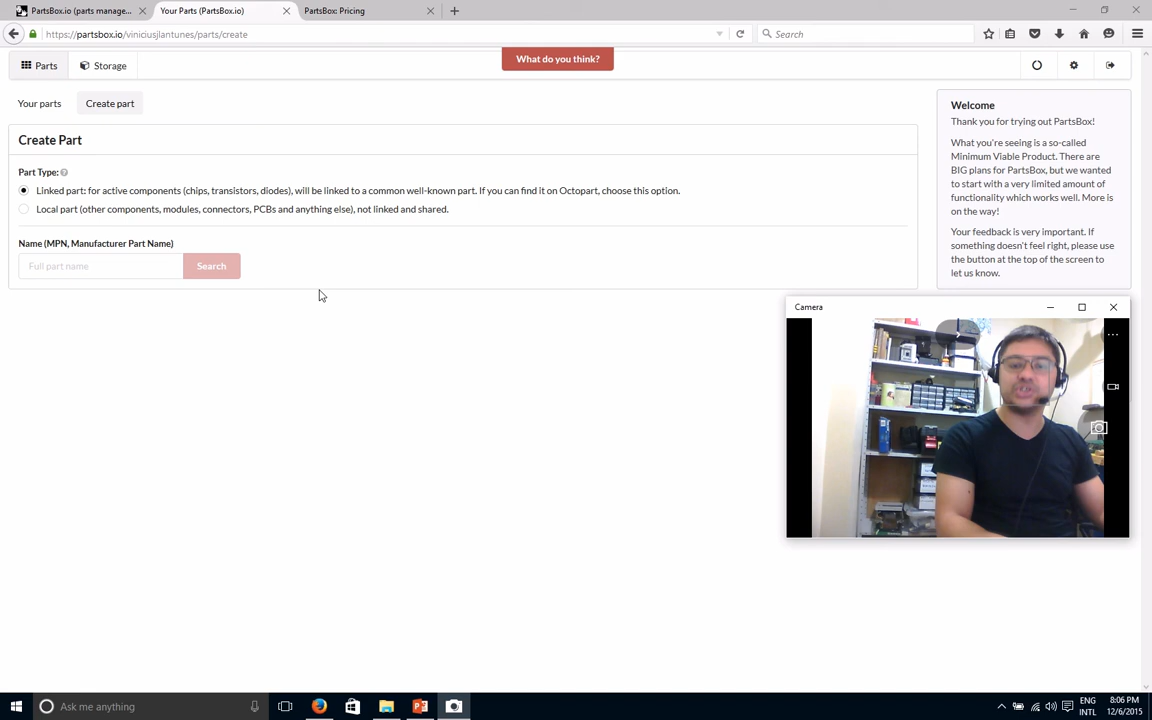 PartsBox.io (parts manage...
Your Parts (PartsBox.io)
PartsBox: Pricing
https://partsbox.io/viniciusjlantunes/parts/create
Search
Parts
Storage
What do you think?
Your parts
Create part
Create Part
Part Type:
Linked part: for active components (chips, transistors, diodes), will be linked to a common well-known part. If you can find it on Octopart, choose this option.
Local part (other components, modules, connectors, PCBs and anything else), not linked and shared.
Name (MPN, Manufacturer Part Name)
Full part name
Search
Welcome
Thank you for trying out PartsBox!
What you're seeing is a so-called
Minimum Viable Product. There are
BIG plans for PartsBox, but we wanted
to start with a very limited amount of
functionality which works well. More is
on the way!
Your feedback is very important. If
something doesn't feel right, please use
the button at the top of the screen to
let us know.
Camera
Ask me anything
ENG
INTL
8:06 PM
12/6/2015